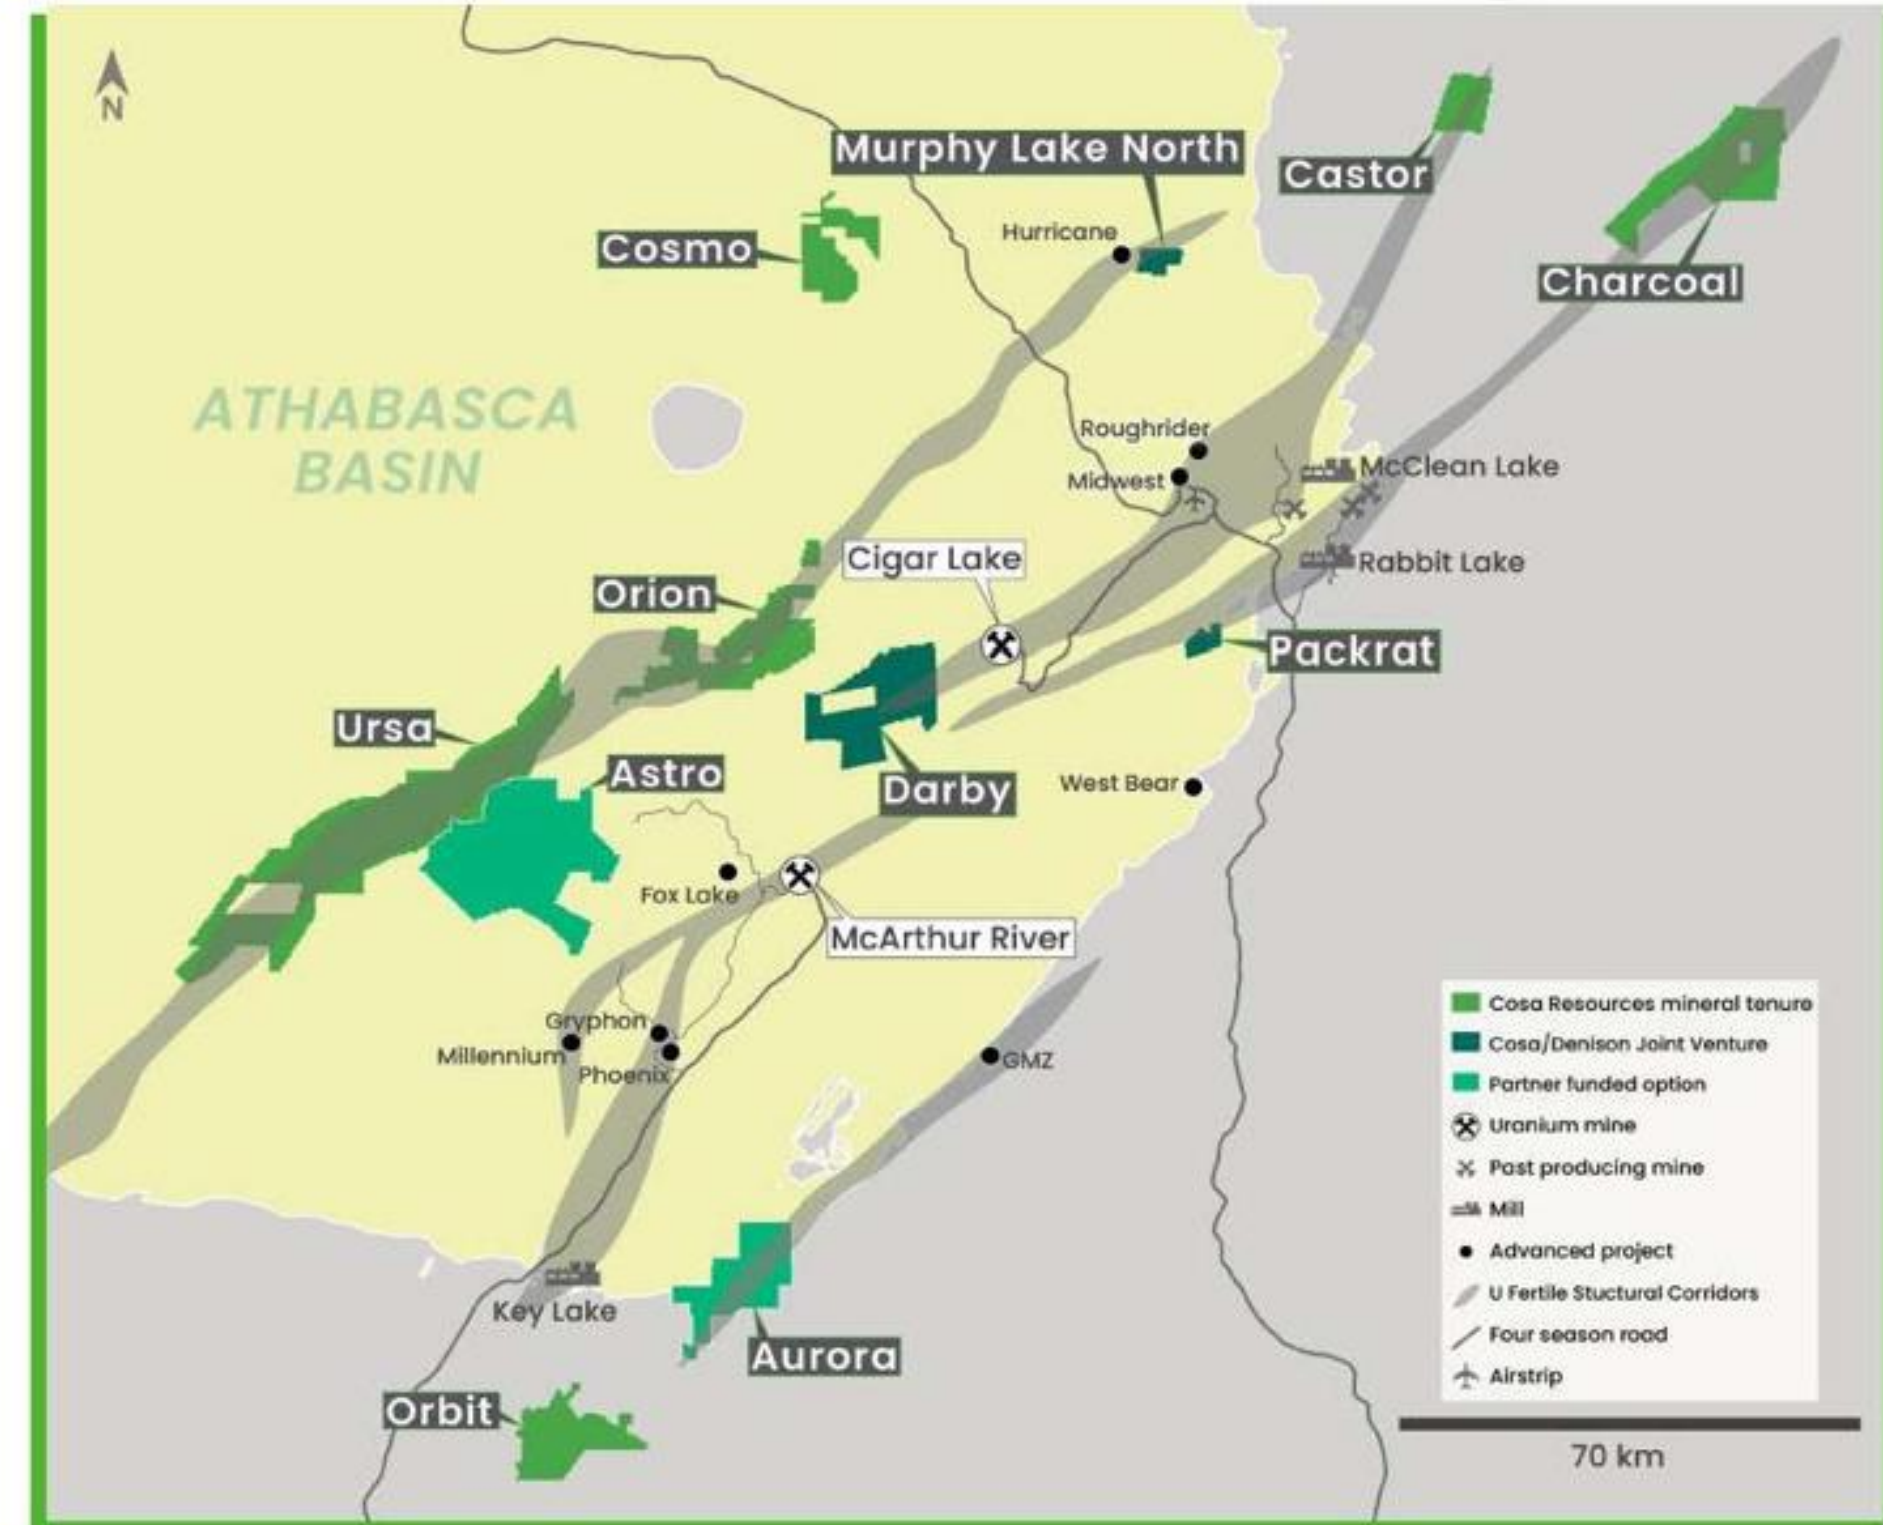 N
Murphy Lake North
Castor
Cosmo
Hurricane
Charcoal
ATHABASCA
BASIN
Roughrider
Midwest
McClean Lake
Cigar Lake
Rabbit Lake
Orion
Packrat
Ursa
Astro
Darby
West Bear
Fox Lake
McArthur River
Gryphon
Millennium
Phoenix
GMZ
Key Lake
Aurora
Orbit
Cosa Resources mineral tenure
Cosa/Denison Joint Venture
Partner funded option
Uranium mine
Past producing mine
Mill
Advanced project
U Fertile Stuctural Corridors
Four season road
Airstrip
70 km